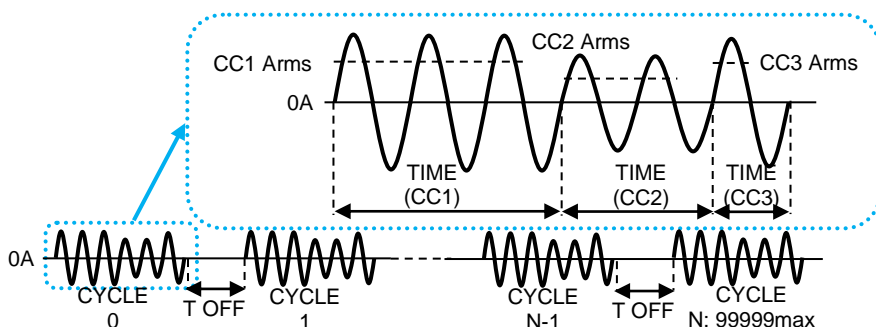 CC1 Arms
CC2 Arms
CC3 Arms
0A
TIME
(CC1)
TIME
(CC2)
TIME
(CC3)
0A
CYCLE
0
T OFF
CYCLE
1
CYCLE
N-1
T OFF
CYCLE
N: 99999max